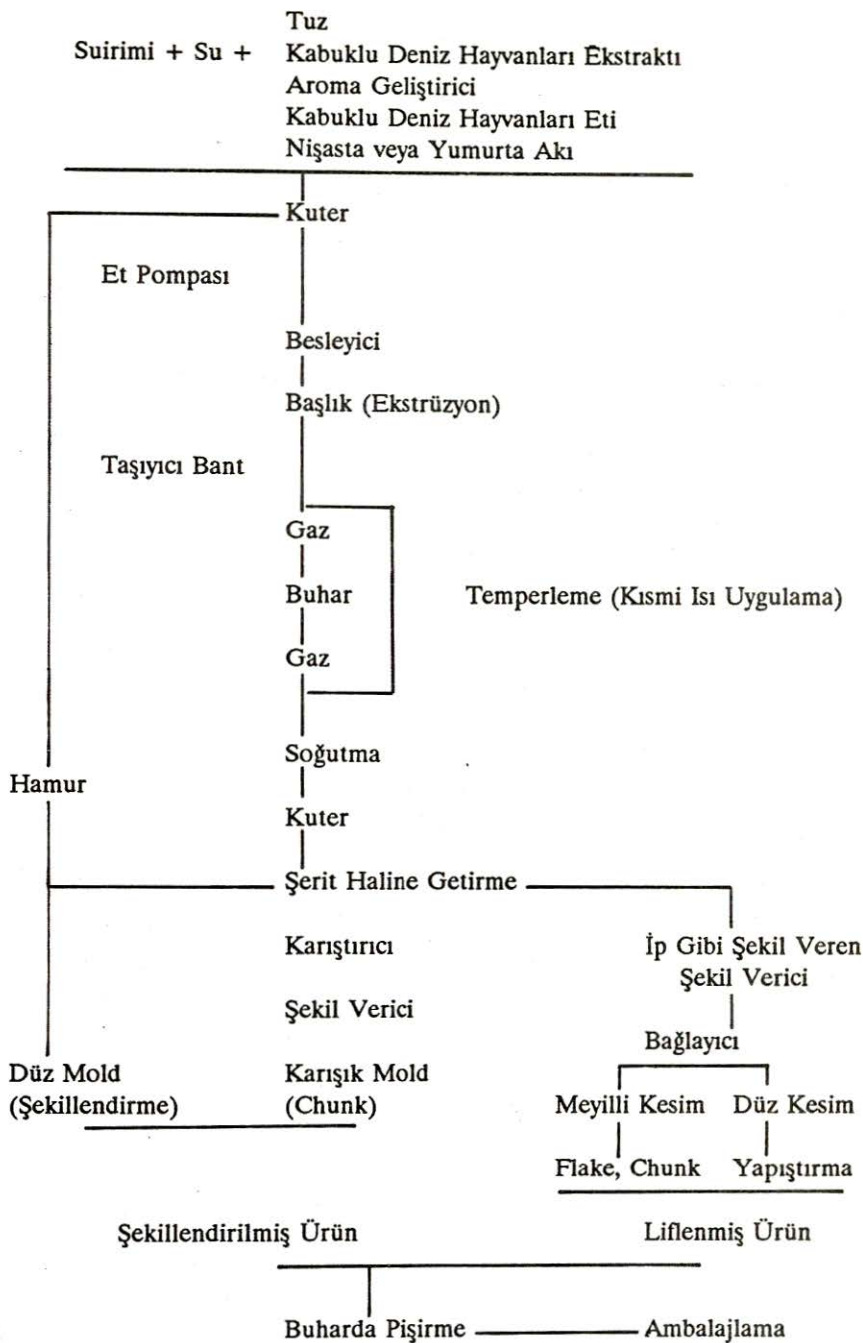 Tuz
Suirimi + Su + Kabuklu Deniz Hayvanları Ekstraktı
Aroma Geliştirici
Kabuklu Deniz Hayvanları Eti
Nişasta veya Yumurta Akı
Kuter
Et Pompası
Besleyici
Başlık (Ekstrüzyon)
Taşıyıcı Bant
Gaz
Buhar
Temperleme (Kısmi Isı Uygulama)
Gaz
Soğutma
Hamur
Kuter
Şerit Haline Getirme
Karıştırıcı
İp Gibi Şekil Veren
Şekil Verici
Şekil Verici
Bağlayıcı
Düz Mold
(Şekillendirme)
Karışık Mold
(Chunk)
Meyilli Kesim
Düz Kesim
Flake, Chunk
Yapıştırma
Şekillendirilmiş Ürün
Liflenmiş Ürün
Buharda Pişirme
Ambalajlama